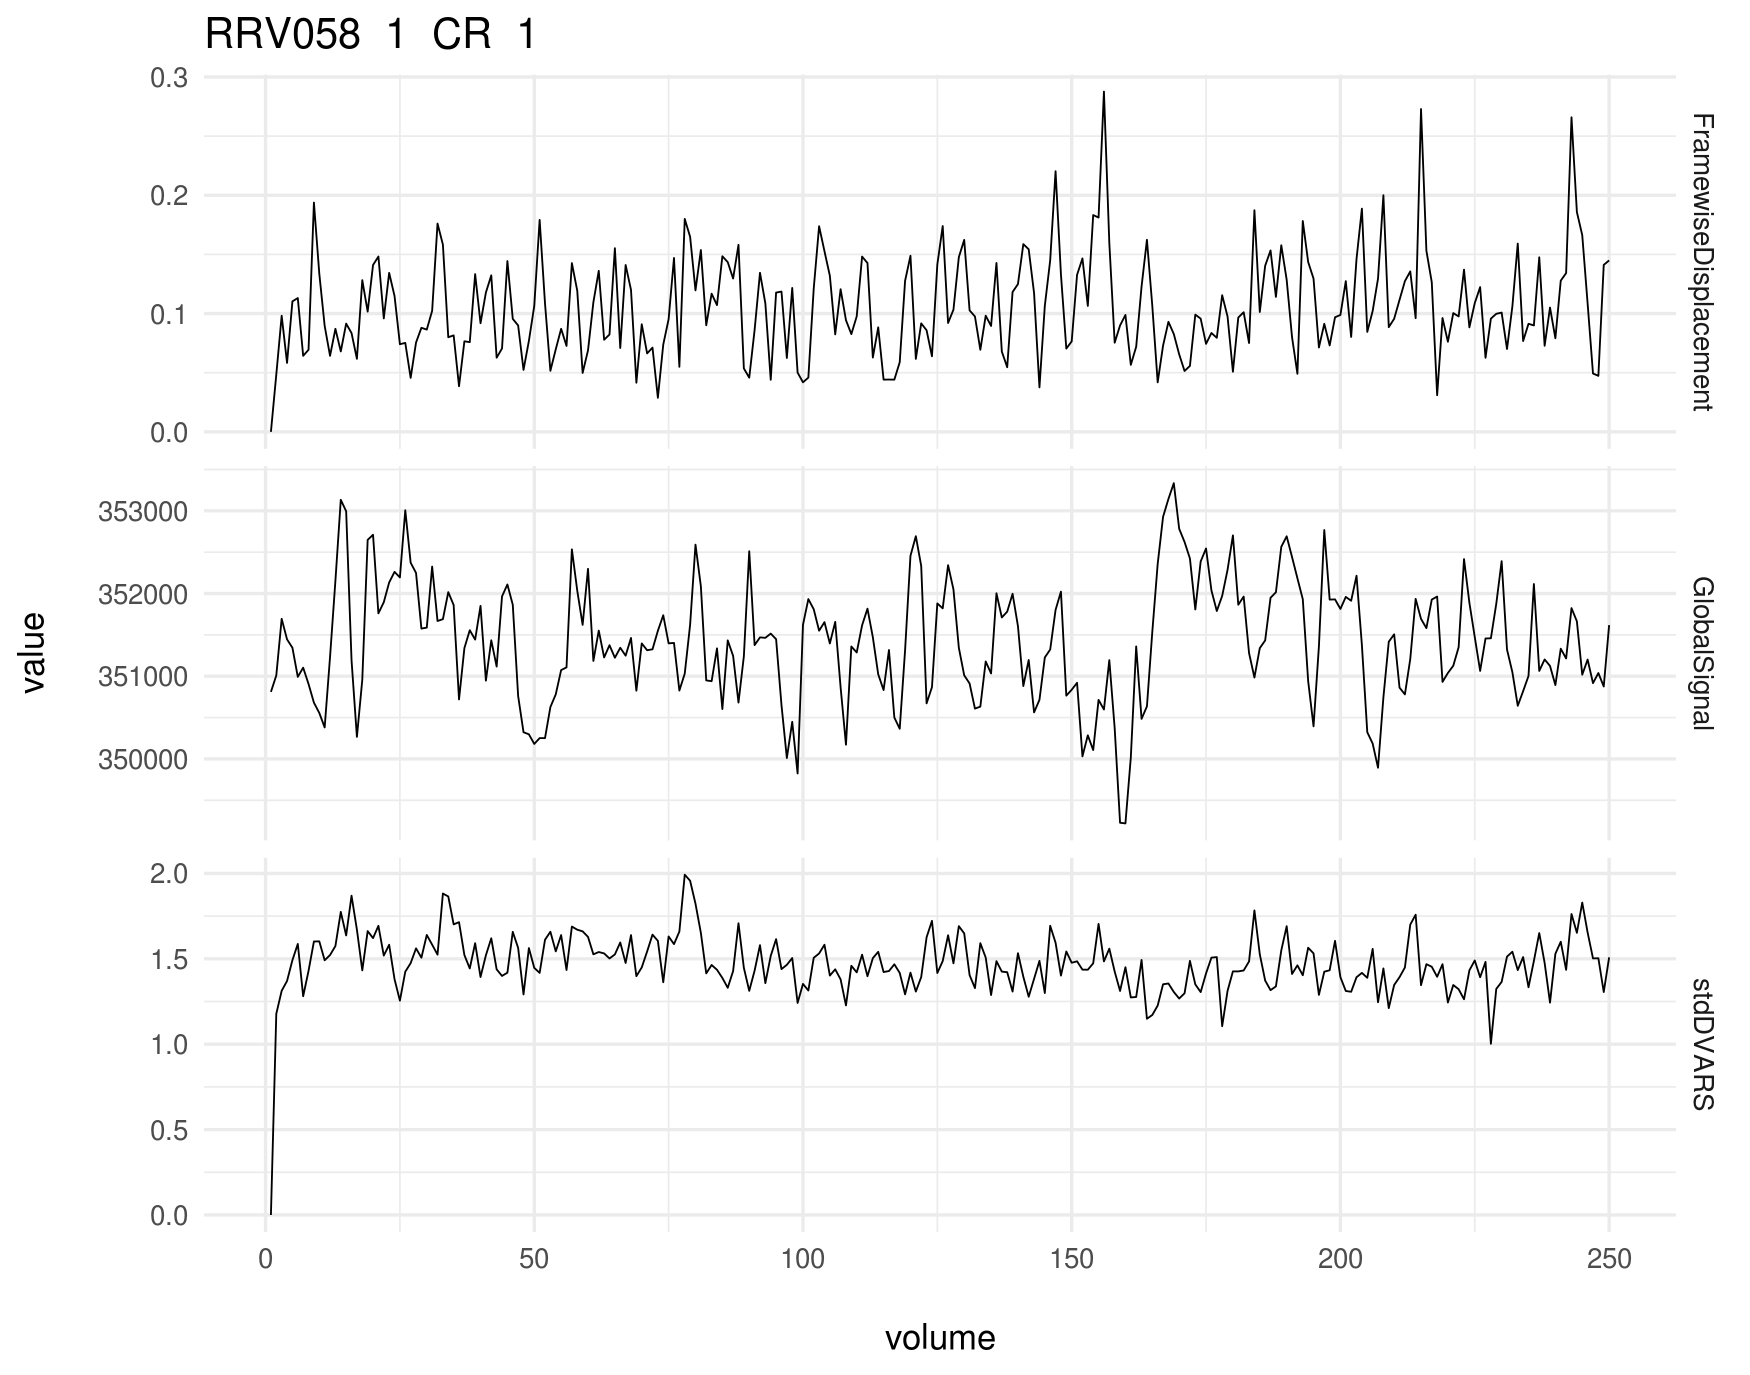 RRV058 1 CR 1
0.3
0.2
0.1
0.0
FramewiseDisplacement
353000
352000
351000
350000
GlobalSignal
value
2.0
1.5
1.0
0.5
0.0
stdDVARS
0 50 100 150 200 250
volume